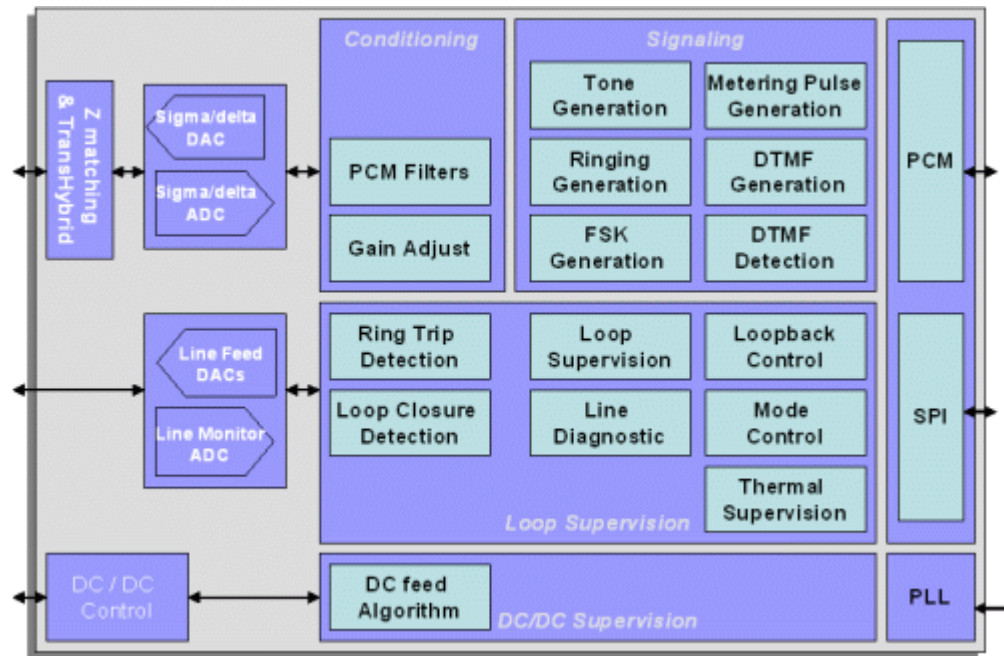 Conditioning
Signaling
Z matching
& TransHybrid
Sigma/delta
DAC
Sigma/delta
ADC
PCM Filters
Gain Adjust
Tone
Generation
Metering Pulse
Generation
Ringing
Generation
DTMF
Generation
FSK
Generation
DTMF
Detection
PCM
Line Feed
DACs
Line Monitor
ADC
Ring Trip
Detection
Loop
Supervision
Loopback
Control
Loop Closure
Detection
Line
Diagnostic
Mode
Control
Thermal
Supervision
Loop Supervision
SPI
DC / DC
Control
DC feed
Algorithm
DC/DC Supervision
PLL